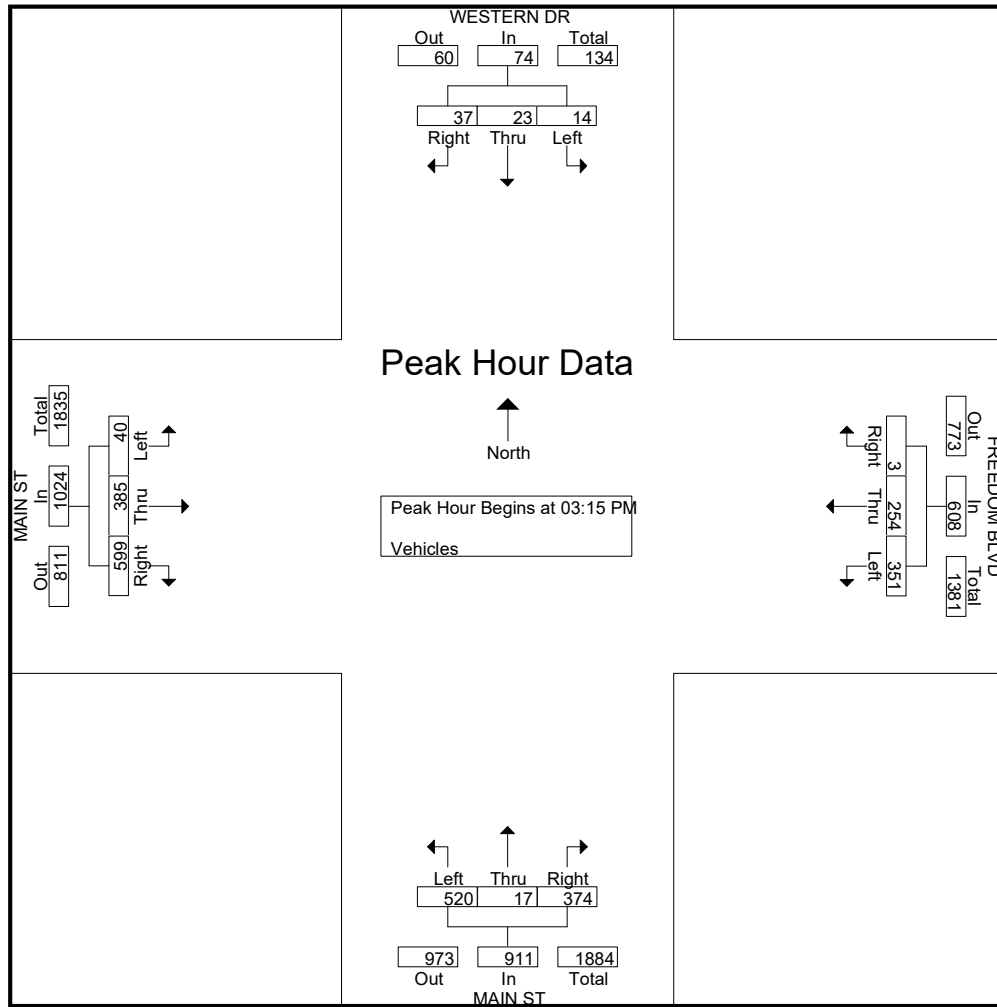 WESTERN DR
Out In Total
60 74 134
37 23 14
Right Thru Left
Peak Hour Data
North
Peak Hour Begins at 03:15 PM
Vehicles
MAIN ST
Out In Total
811 1024 1835
599 385 40
Right Thru Left
FREEDOM BLVD
Out In Total
773 608 1381
3 254 351
Right Thru Left
Left Thru Right
520 17 374
973 911 1884
Out In Total
MAIN ST